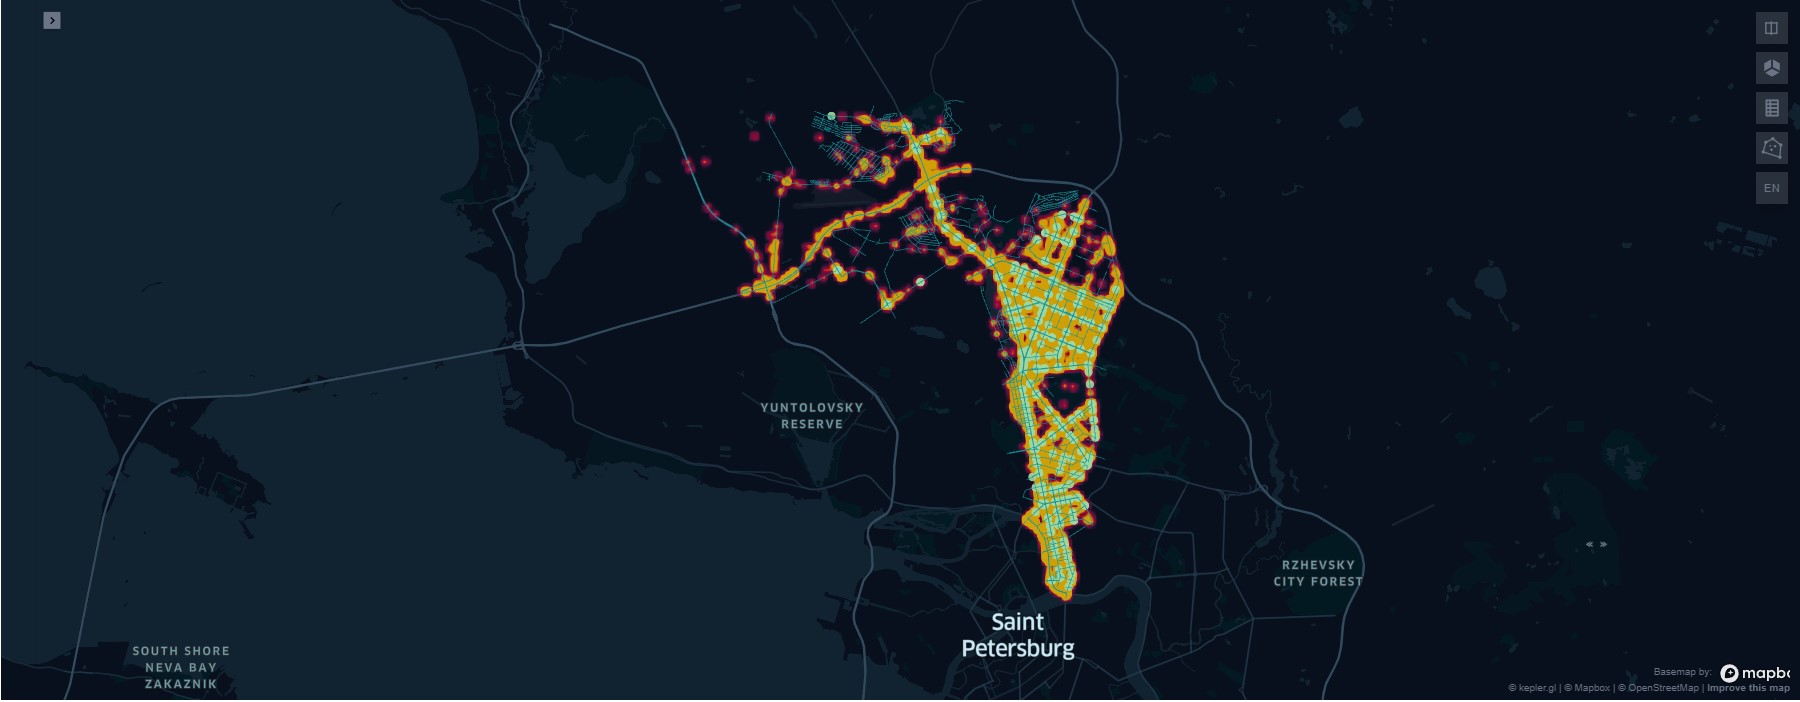 EN
YUNTOLOVSKY
RESERVE
RZHEVSKY
CITY FOREST
Saint
Petersburg
SOUTH SHORE
NEVA BAY
ZAKAZNIK
Basemap by: mapbo
© kepler.gl | © Mapbox | © OpenStreetMap | Improve this map